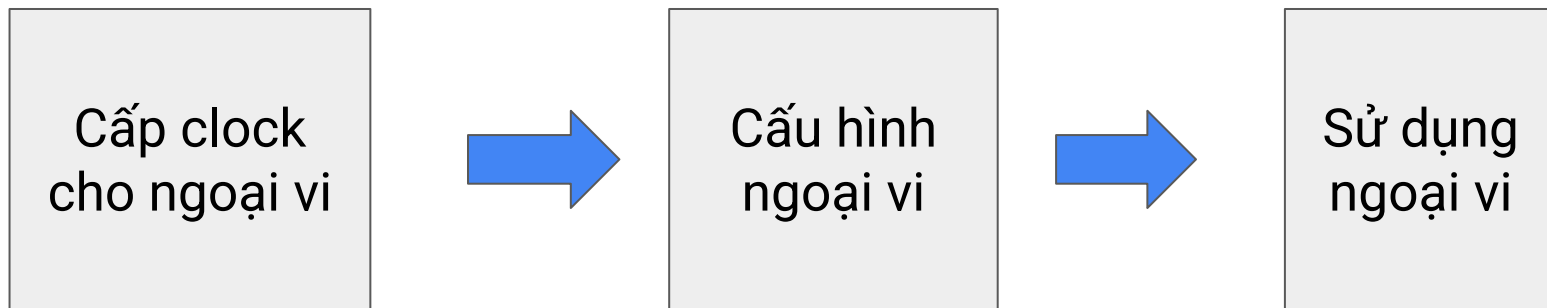 Cấp clock
cho ngoại vi
Cấu hình
ngoại vi
Sử dụng
ngoại vi